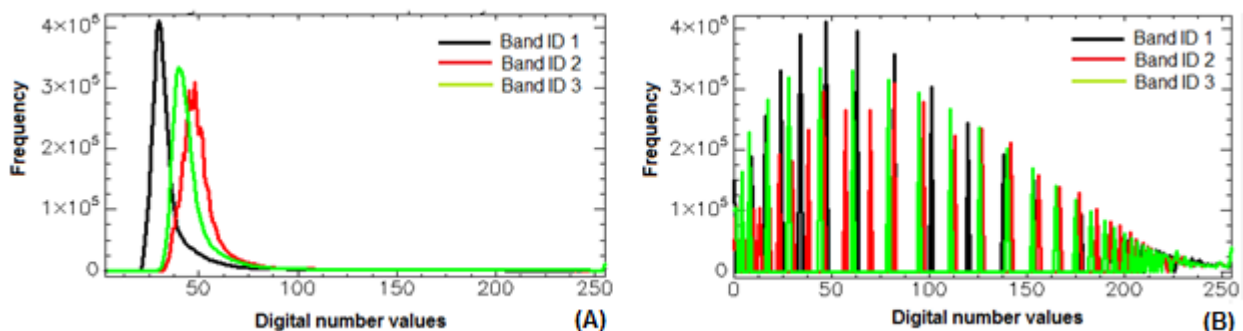 4×10⁶
3×10⁵
2×10⁵
1×10⁵
0
Frequency
Band ID 1
Band ID 2
Band ID 3
50
100
150
200
250
Digital number values
(A)
4×10⁵
3×10⁵
2×10⁵
1×10⁵
0
Frequency
Band ID 1
Band ID 2
Band ID 3
0
50
100
150
200
250
Digital number values
(B)